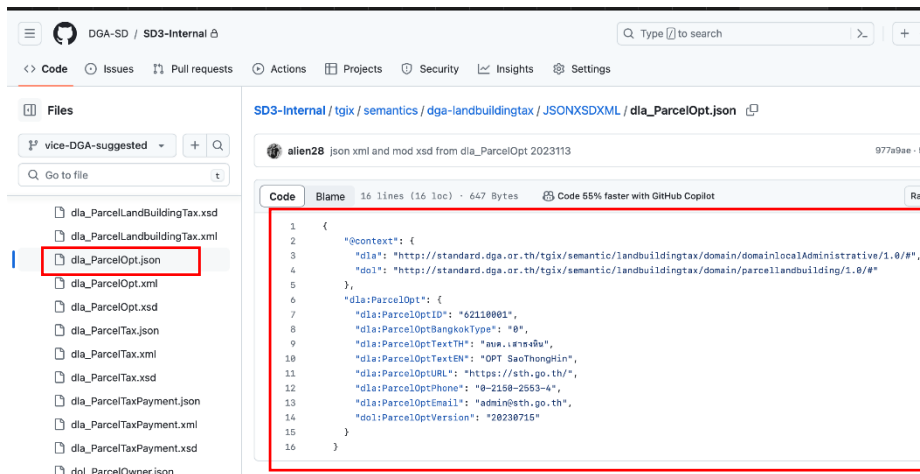 DGA-SD / SD3-Internal
Type / to search
Code Issues Pull requests Actions Projects Security Insights Settings
Files
SD3-Internal / tgix / semantics / dga-landbuildingtax / JSONXSDXML / dla_ParcelOpt.json
vice-DGA-suggested
alien28 json xml and mod xsd from dla_ParcelOpt 2023113
977a9ae ·
Go to file t
Code Blame 16 lines (16 loc) · 647 Bytes Code 55% faster with GitHub Copilot
dla_ParcelLandBuildingTax.xsd
dla_ParcelLandbuildingTax.xml
dla_ParcelOpt.json
dla_ParcelOpt.xml
dla_ParcelOpt.xsd
dla_ParcelTax.json
dla_ParcelTax.xml
dla_ParcelTax.xsd
dla_ParcelTaxPayment.json
dla_ParcelTaxPayment.xml
dla_ParcelTaxPayment.xsd
dol_ParcelOwner.json
1 {
2 "@context": {
3 "dla": "http://standard.dga.or.th/tgix/semantic/landbuildingtax/domain/domainlocalAdministrative/1.0/#",
4 "dol": "http://standard.dga.or.th/tgix/semantic/landbuildingtax/domain/parcellandbuilding/1.0/#"
5 },
6 "dla:ParcelOpt": {
7 "dla:ParcelOptID": "62110001",
8 "dla:ParcelOptBangkokType": "0",
9 "dla:ParcelOptTextTH": "อบต.เสาธงหิน",
10 "dla:ParcelOptTextEN": "OPT SaoThongHin",
11 "dla:ParcelOptURL": "https://sth.go.th/",
12 "dla:ParcelOptPhone": "0-2150-2553-4",
13 "dla:ParcelOptEmail": "admin@sth.go.th",
14 "dol:ParcelOptVersion": "20230715"
15 }
16 }